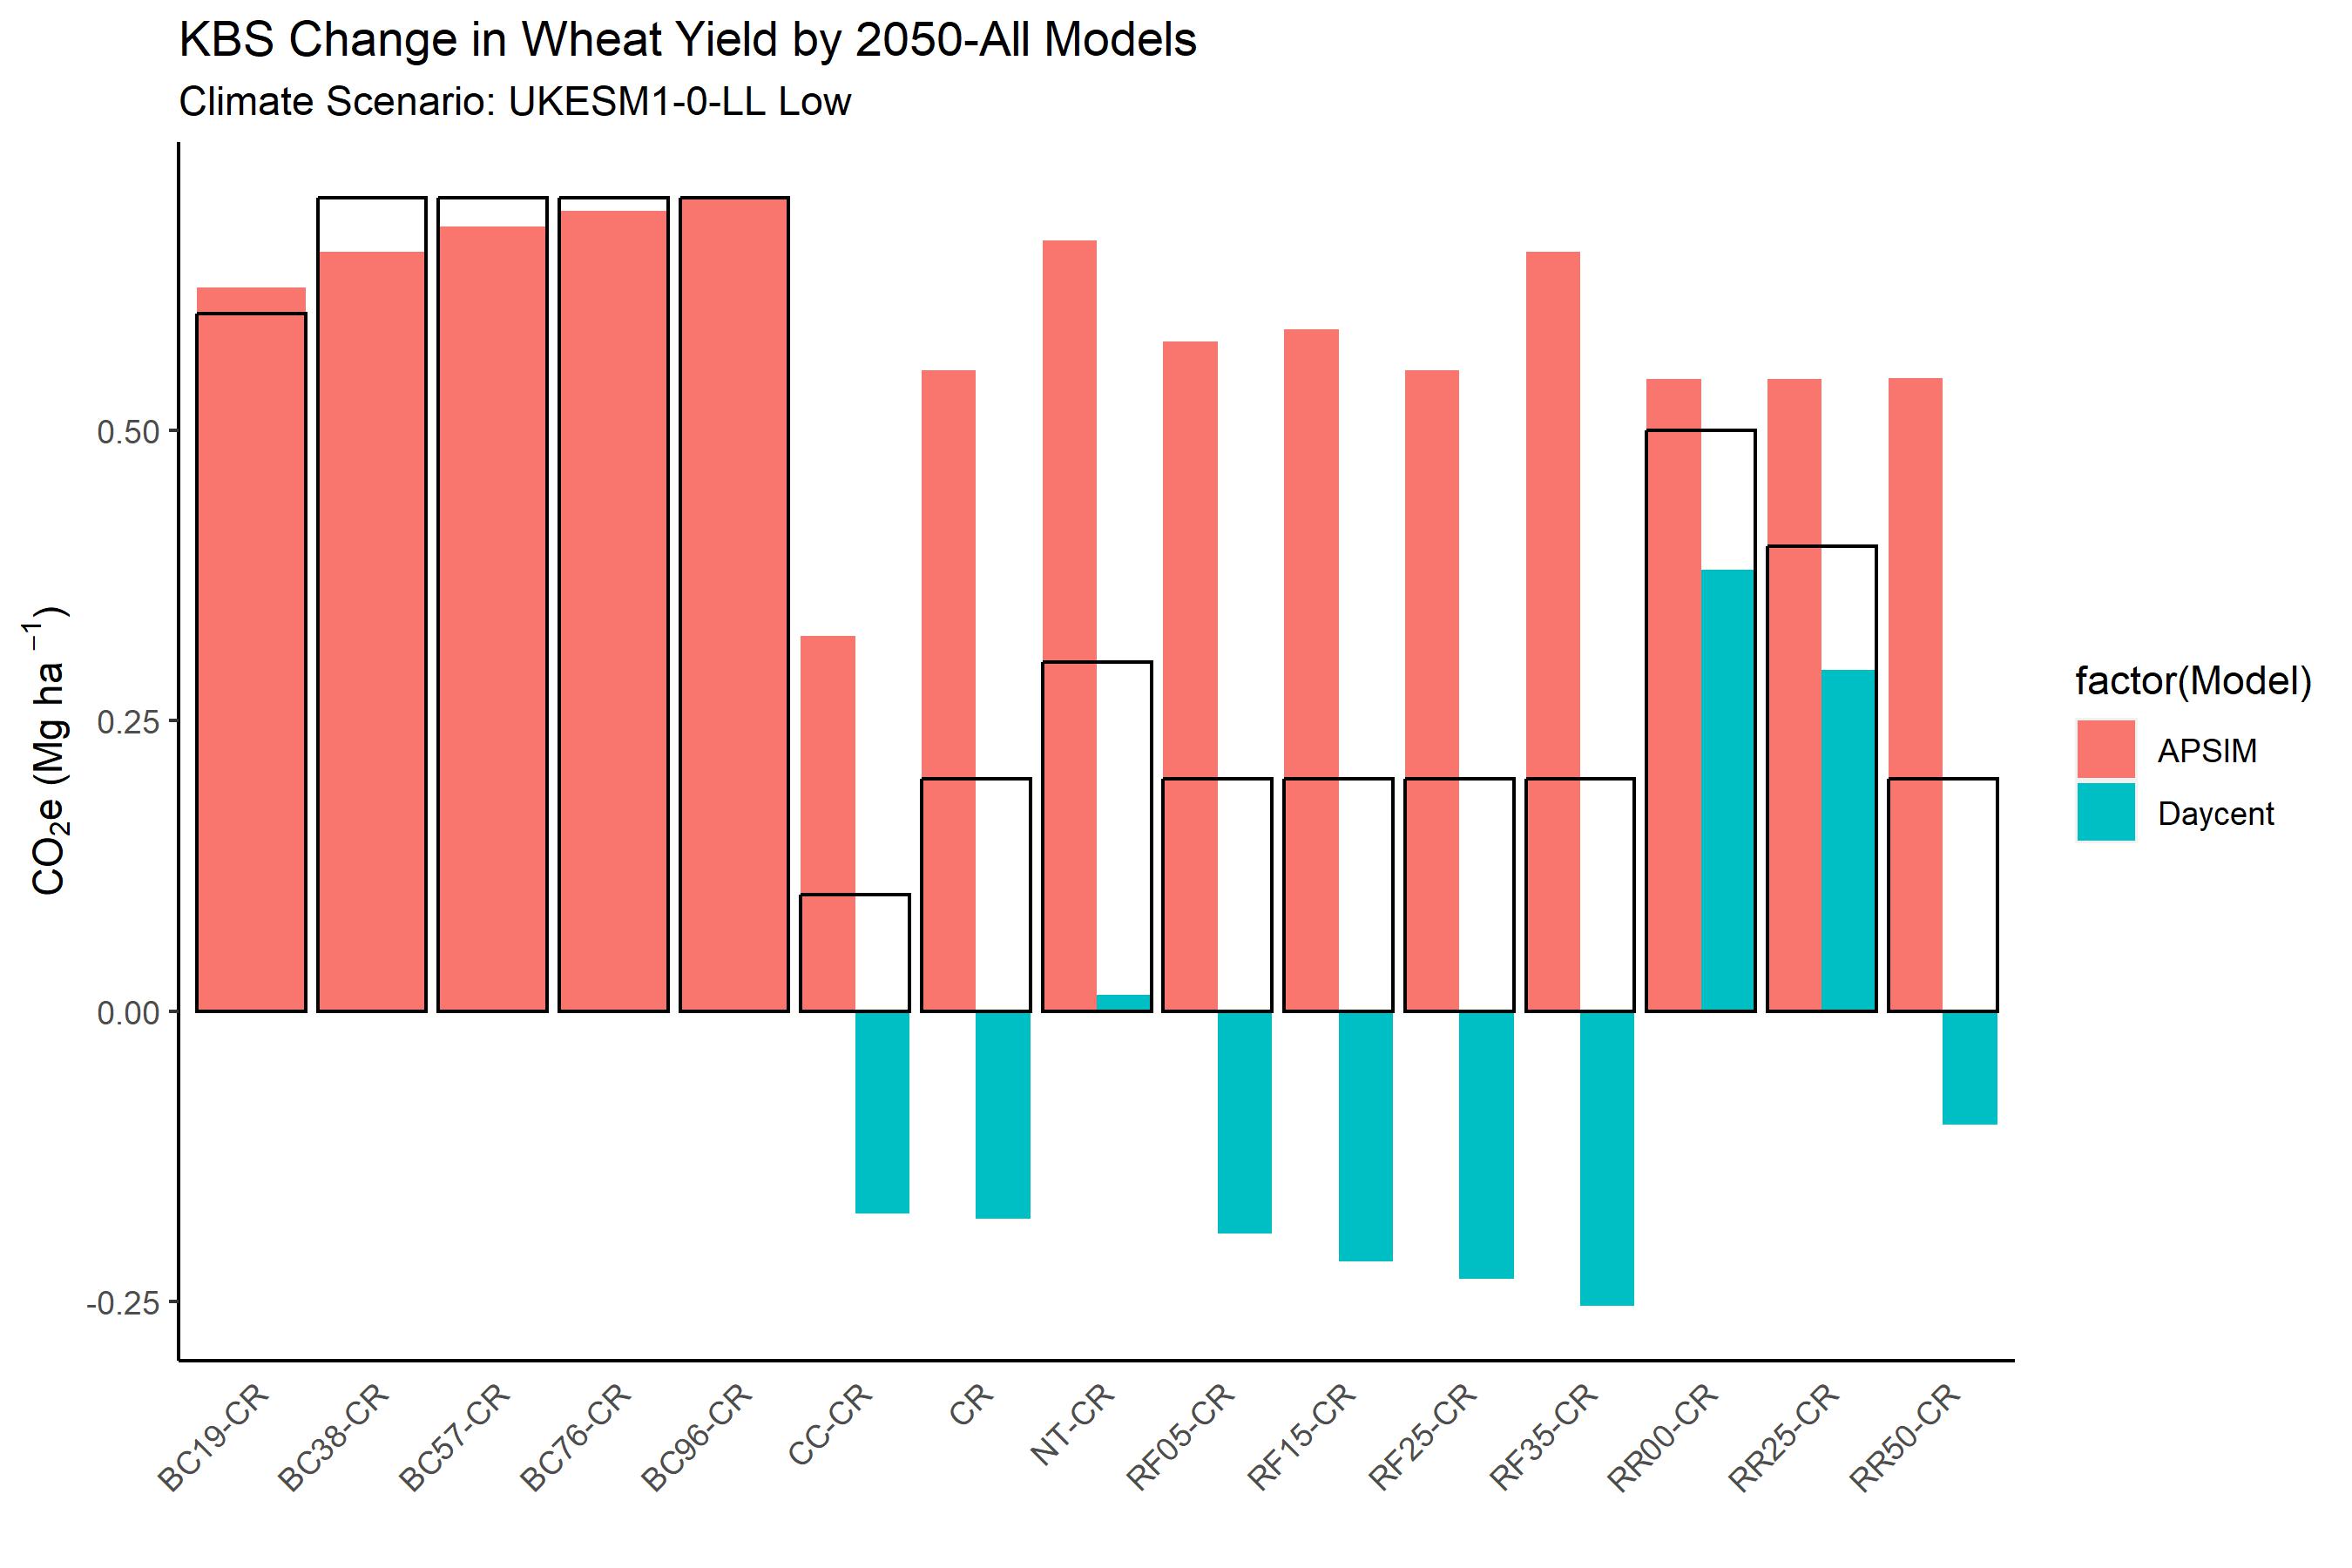 KBS Change in Wheat Yield by 2050-All Models
Climate Scenario: UKESM1-0-LL Low
CO₂e (Mg ha ⁻¹)
0.50
0.25
0.00
-0.25
BC19-CR
BC38-CR
BC57-CR
BC76-CR
BC96-CR
CC-CR
CR
NT-CR
RF05-CR
RF15-CR
RF25-CR
RF35-CR
RR00-CR
RR25-CR
RR50-CR
factor(Model)
APSIM
Daycent